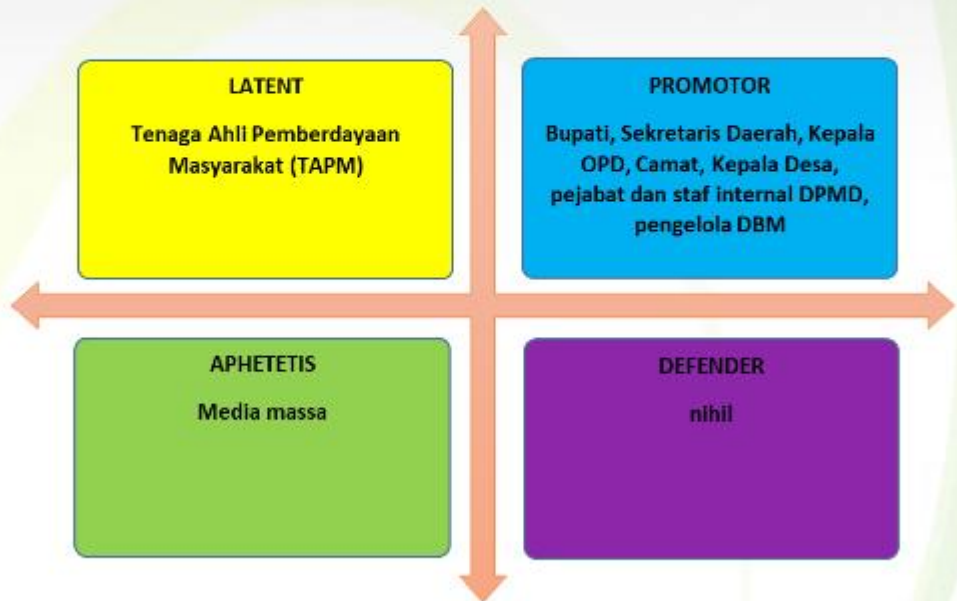 LATENT
Tenaga Ahli Pemberdayaan
Masyarakat (TAPM)
PROMOTOR
Bupati, Sekretaris Daerah, Kepala
OPD, Camat, Kepala Desa,
pejabat dan staf internal DPMD,
pengelola DBM
APHETETIS
Media massa
DEFENDER
nihil